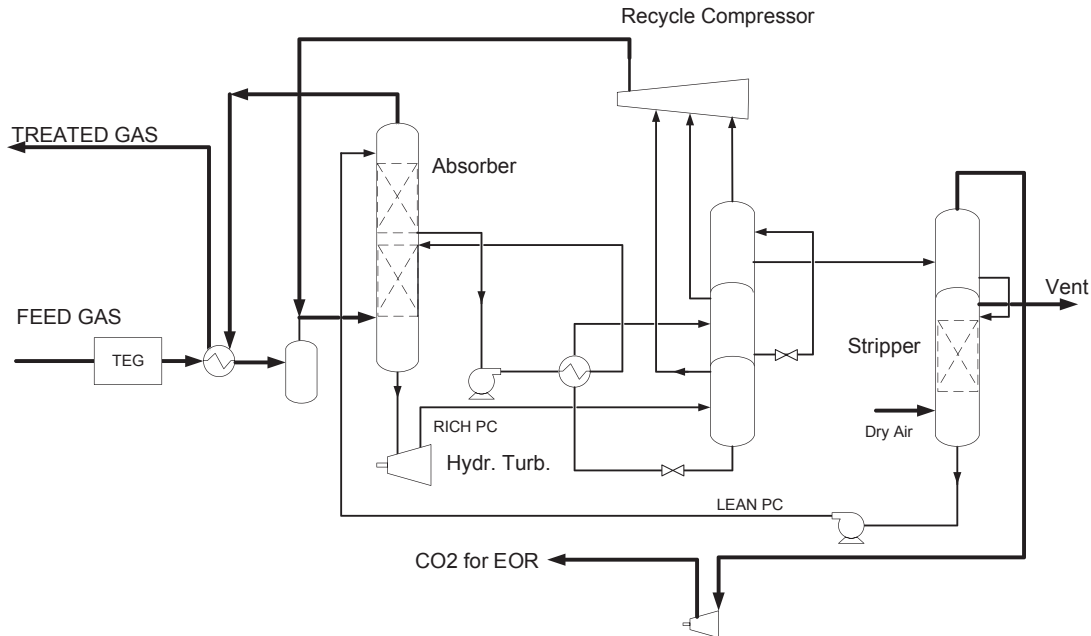 Recycle Compressor
TREATED GAS
Absorber
Vent
FEED GAS
Stripper
TEG
Dry Air
RICH PC
Hydr. Turb.
LEAN PC
CO2 for EOR